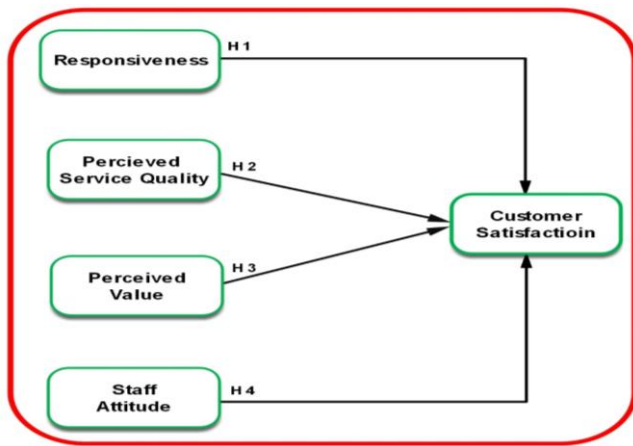 Responsiveness
H 1
Percieved
Service Quality
H 2
Customer
Satisfactioin
Perceived
Value
H 3
Staff
Attitude
H 4